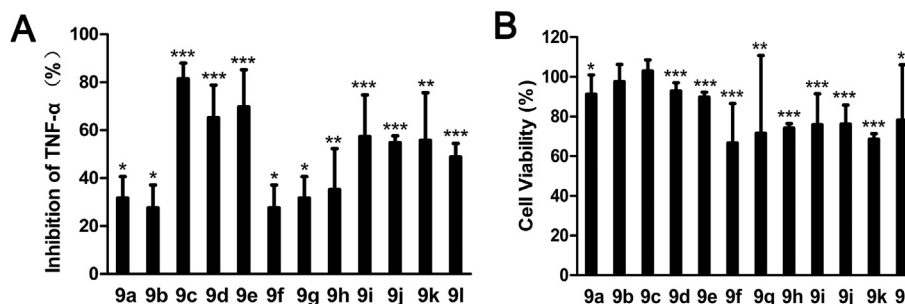 A
Inhibition of TNF-α (%)
100
80
60
40
20
0
* * *** *** *** * * ** *** *** ** ***
9a 9b 9c 9d 9e 9f 9g 9h 9i 9j 9k 9l
B
Cell Viability (%)
120
100
80
60
40
20
0
* *** *** *** ** *** *** *** *** *
9a 9b 9c 9d 9e 9f 9g 9h 9i 9j 9k